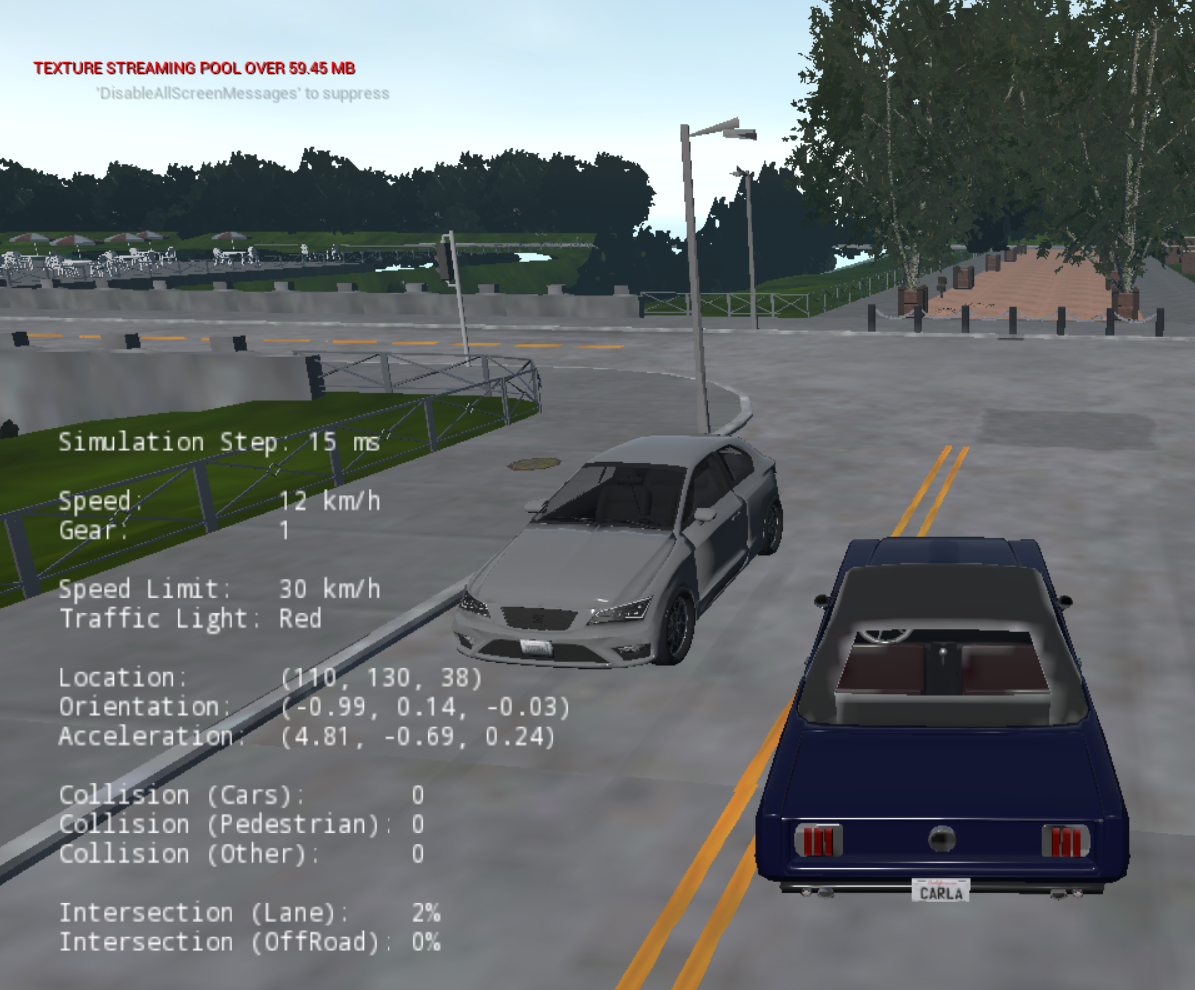 TEXTURE STREAMING POOL OVER 59.45 MB
'DisableAllScreenMessages' to suppress
Simulation Step: 15 ms
Speed: 12 km/h
Gear: 1
Speed Limit: 30 km/h
Traffic Light: Red
Location: (110, 130, 38)
Orientation: (-0.99, 0.14, -0.03)
Acceleration: (4.81, -0.69, 0.24)
Collision (Cars): 0
Collision (Pedestrian): 0
Collision (Other): 0
Intersection (Lane): 2%
Intersection (OffRoad): 0%
CARLA